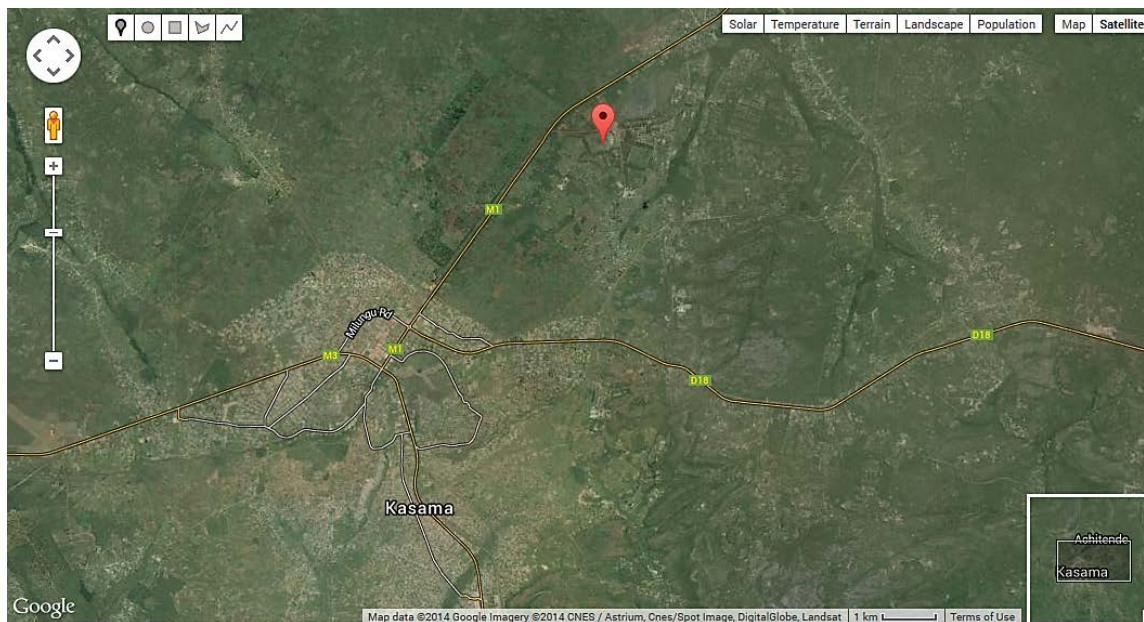 Solar Temperature Terrain Landscape Population Map Satellite
M1
Milungu Rd
M3 M1
D18
D18
Kasama
Achitende
Kasama
Google
Map data ©2014 Google Imagery ©2014 CNES / Astrium, Cnes/Spot Image, DigitalGlobe, Landsat 1 km Terms of Use